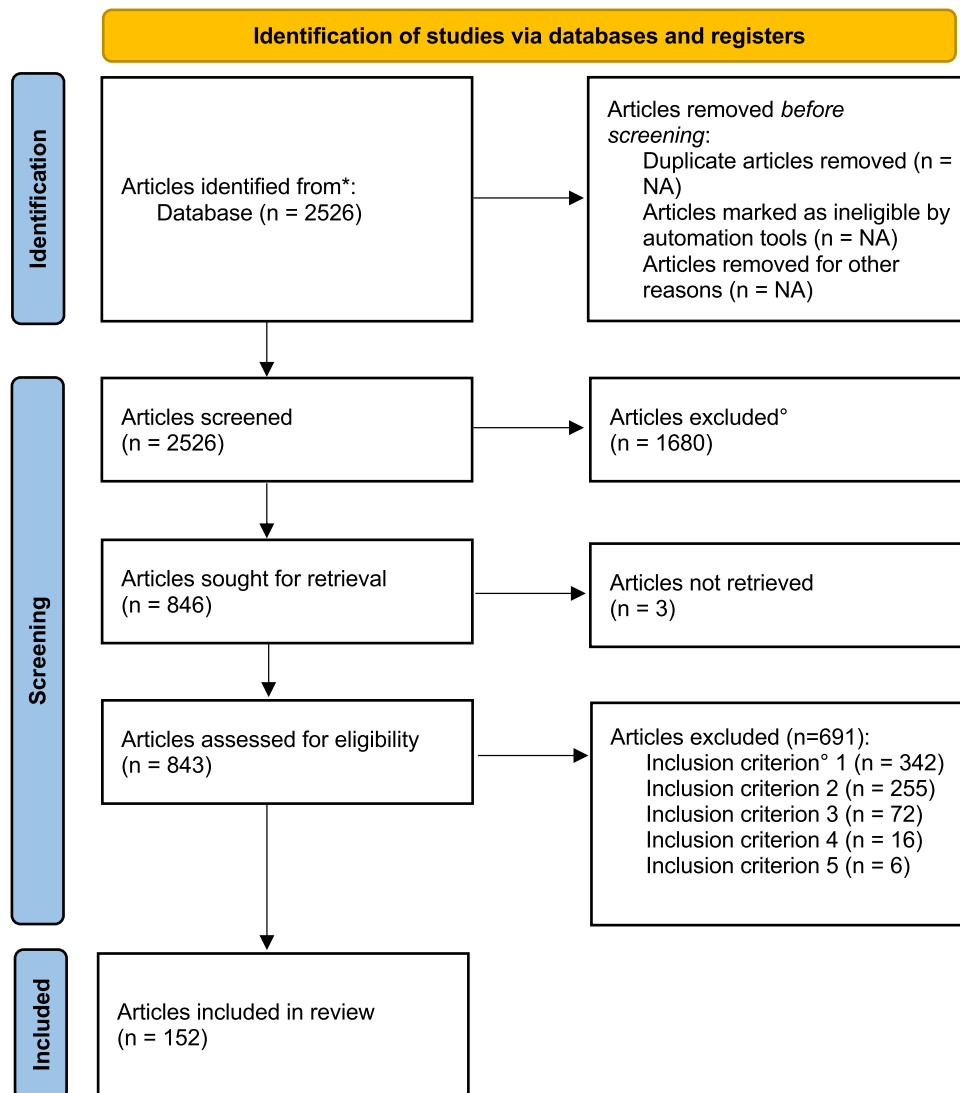 Identification of studies via databases and registers
Identification
Articles identified from*:
Database (n = 2526)
Articles removed before
screening:
Duplicate articles removed (n =
NA)
Articles marked as ineligible by
automation tools (n = NA)
Articles removed for other
reasons (n = NA)
Screening
Articles screened
(n = 2526)
Articles excluded°
(n = 1680)
Articles sought for retrieval
(n = 846)
Articles not retrieved
(n = 3)
Articles assessed for eligibility
(n = 843)
Articles excluded (n=691):
Inclusion criterion° 1 (n = 342)
Inclusion criterion 2 (n = 255)
Inclusion criterion 3 (n = 72)
Inclusion criterion 4 (n = 16)
Inclusion criterion 5 (n = 6)
Included
Articles included in review
(n = 152)